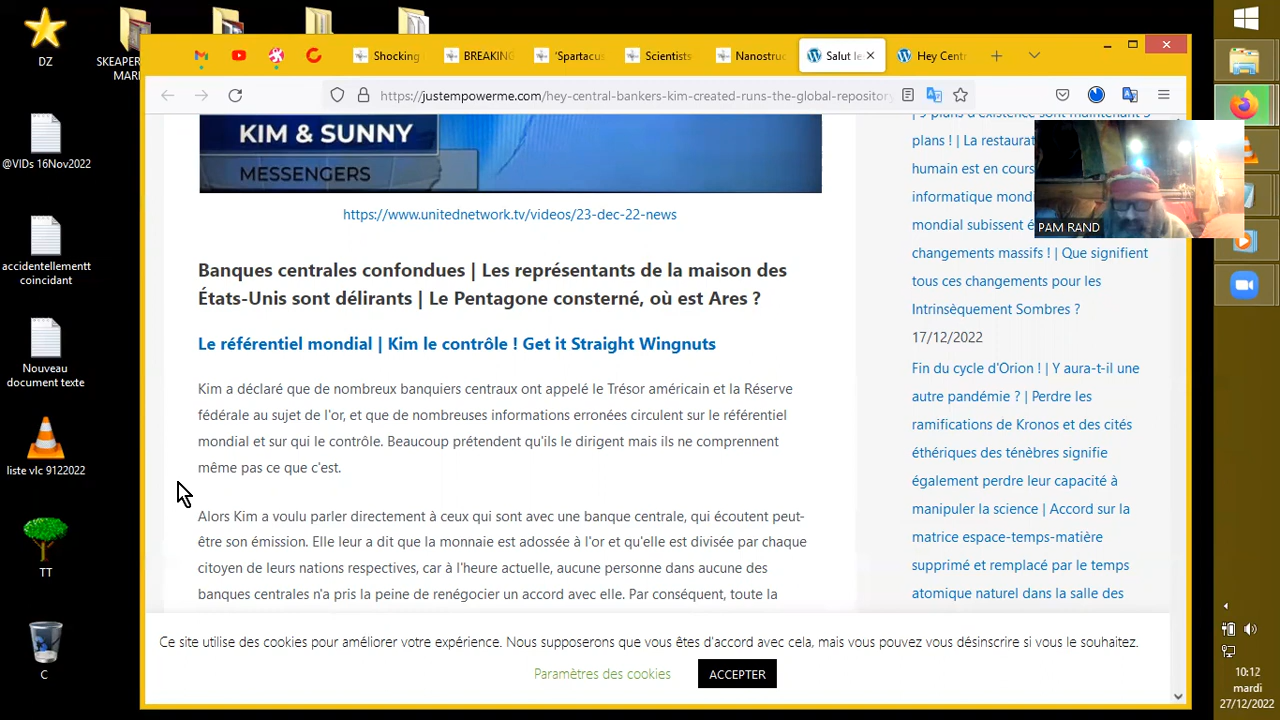 DZ
SKEAPER
MARI
@VIDs 16Nov2022
accidentellementt
coincidant
Nouveau
document texte
liste vlc 9122022
TT
C
Shocking
BREAKING
'Spartacus
Scientists
Nanostruc
Salut le
Hey Centr
https://justempowerme.com/hey-central-bankers-kim-created-runs-the-global-repository
KIM & SUNNY
MESSENGERS
https://www.unitednetwork.tv/videos/23-dec-22-news
Banques centrales confondues | Les représentants de la maison des
États-Unis sont délirants | Le Pentagone consterné, où est Ares ?
Le référentiel mondial | Kim le contrôle ! Get it Straight Wingnuts
Kim a déclaré que de nombreux banquiers centraux ont appelé le Trésor américain et la Réserve
fédérale au sujet de l'or, et que de nombreuses informations erronées circulent sur le référentiel
mondial et sur qui le contrôle. Beaucoup prétendent qu'ils le dirigent mais ils ne comprennent
même pas ce que c'est.
Alors Kim a voulu parler directement à ceux qui sont avec une banque centrale, qui écoutent peut-
être son émission. Elle leur a dit que la monnaie est adossée à l'or et qu'elle est divisée par chaque
citoyen de leurs nations respectives, car à l'heure actuelle, aucune personne dans aucune des
banques centrales n'a pris la peine de renégocier un accord avec elle. Par conséquent, toute la
| 9 plans d'existence sont maintenant 3
plans ! | La restaurat
humain est en cours
informatique mondi
mondial subissent
changements massifs ! | Que signifient
tous ces changements pour les
Intrinsèquement Sombres ?
17/12/2022
Fin du cycle d'Orion ! | Y aura-t-il une
autre pandémie ? | Perdre les
ramifications de Kronos et des cités
éthériques des ténèbres signifie
également perdre leur capacité à
manipuler la science | Accord sur la
matrice espace-temps-matière
supprimé et remplacé par le temps
atomique naturel dans la salle des
PAM RAND
Ce site utilise des cookies pour améliorer votre expérience. Nous supposerons que vous êtes d'accord avec cela, mais vous pouvez vous désinscrire si vous le souhaitez.
Paramètres des cookies
ACCEPTER
10:12
mardi
27/12/2022